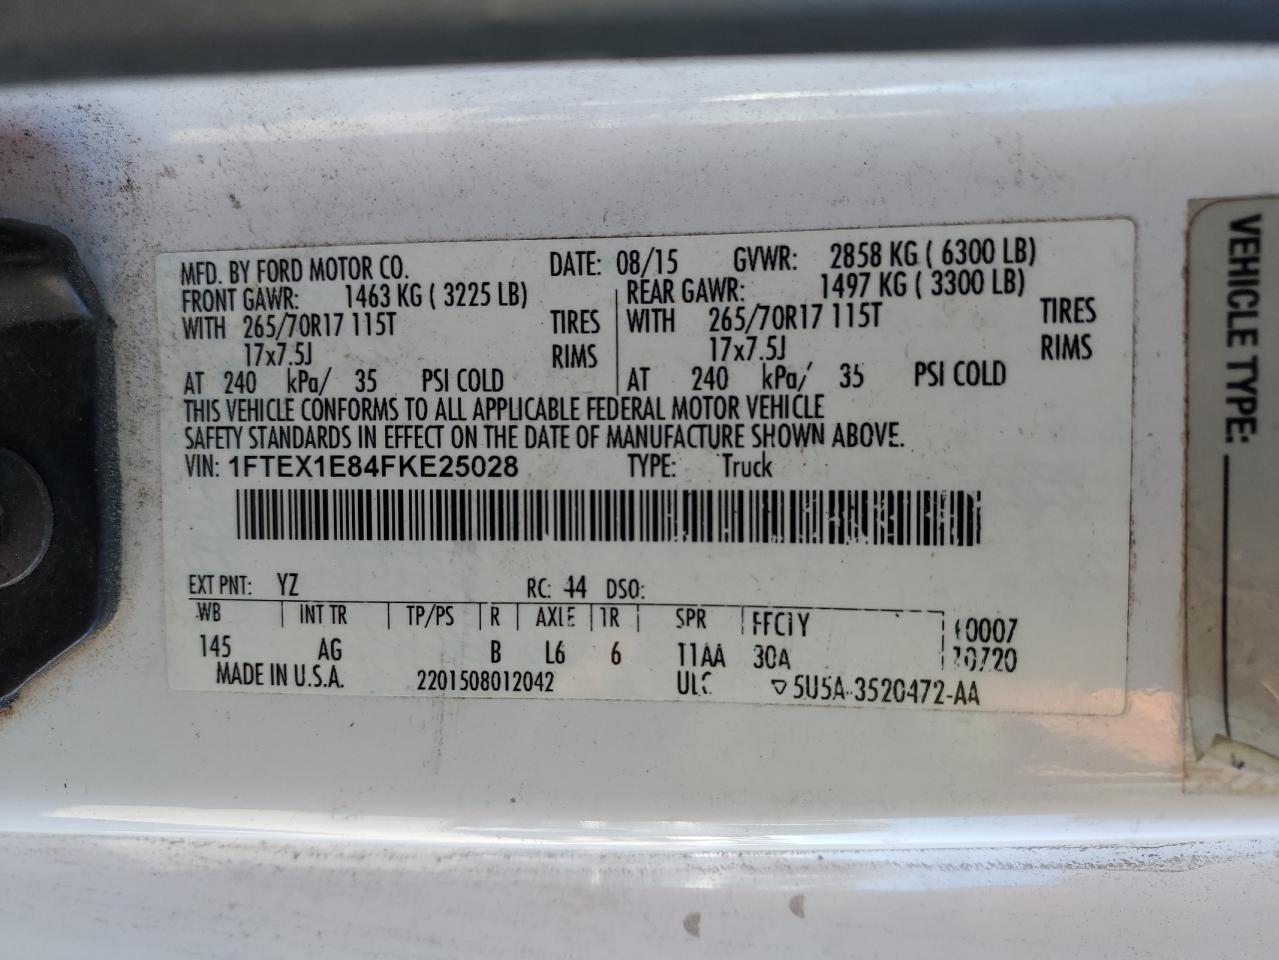 MFD. BY FORD MOTOR CO. DATE: 08/15 GVWR: 2858 KG ( 6300 LB)
FRONT GAWR: 1463 KG ( 3225 LB) REAR GAWR: 1497 KG ( 3300 LB)
WITH 265/70R17 115T TIRES WITH 265/70R17 115T TIRES
17x7.5J RIMS 17x7.5J RIMS
AT 240 kPa/ 35 PSI COLD AT 240 kPa/ 35 PSI COLD
THIS VEHICLE CONFORMS TO ALL APPLICABLE FEDERAL MOTOR VEHICLE
SAFETY STANDARDS IN EFFECT ON THE DATE OF MANUFACTURE SHOWN ABOVE.
VIN: 1FTEX1E84FKE25028 TYPE: Truck
EXT PNT: YZ RC: 44 DSO:
WB INT TR TP/PS R AXLE TR SPR
145 AG B L6 6 11AA 30A
MADE IN U.S.A. 2201508012042 5U5A-3520472-AA
VEHICLE TYPE: